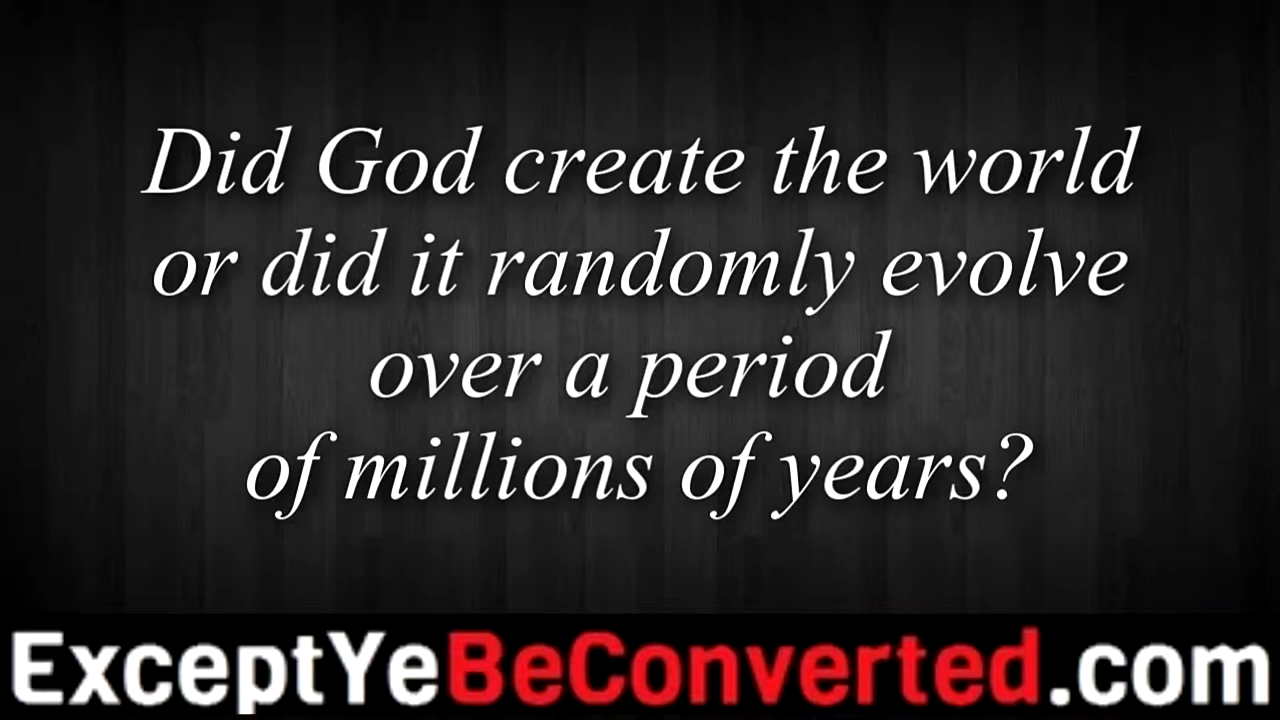 Did God create the world
or did it randomly evolve
over a period
of millions of years?
ExceptYeBeConverted.com